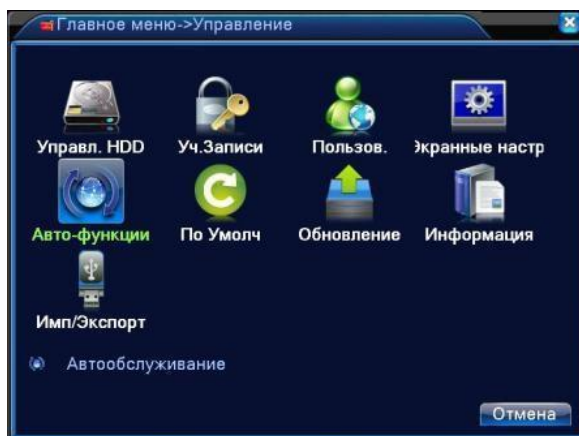 Главное меню->Управление
Управл. HDD Уч.Записи Пользов. Экранные настр
Авто-функции По Умолч Обновление Информация
Имп/Экспорт
Автообслуживание
Отмена